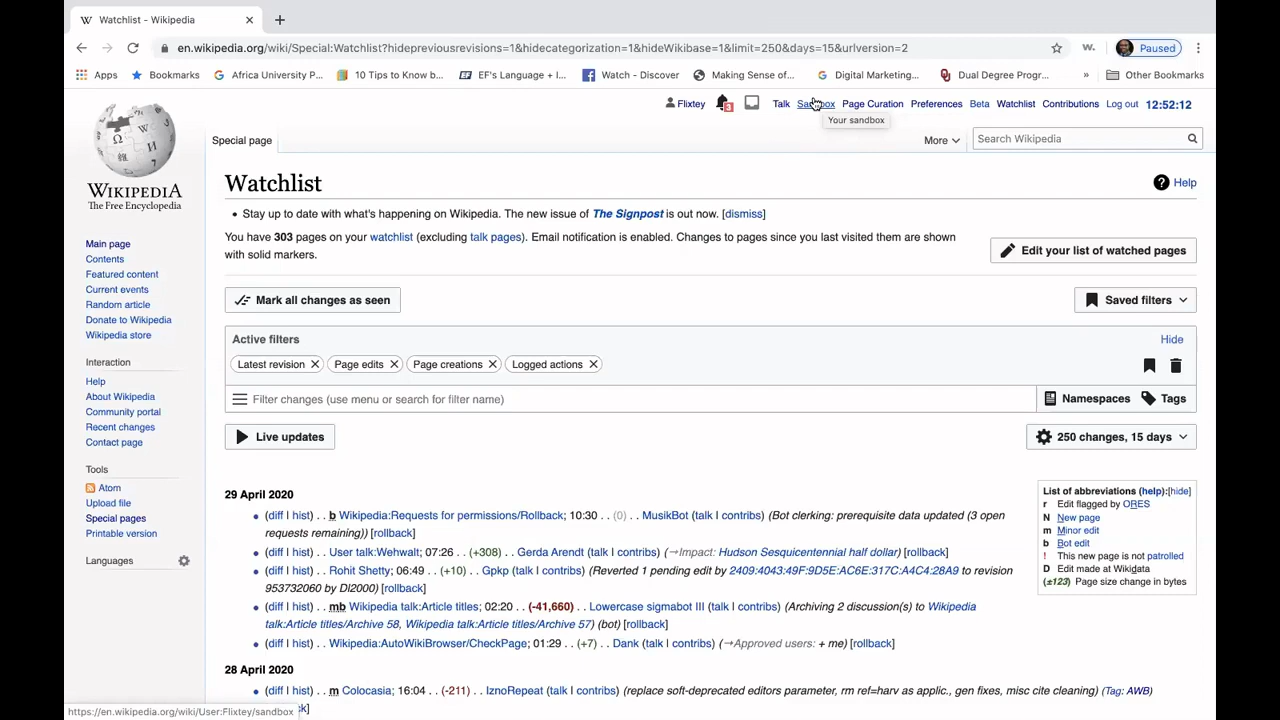 Watchlist - Wikipedia
en.wikipedia.org/wiki/Special:Watchlist?hidepreviousrevisions=1&hidecategorization=1&hideWikibase=1&limit=250&days=15&urlversion=2
W. Paused
Apps Bookmarks Africa University P... 10 Tips to Know b... EF's Language + I... Watch - Discover Making Sense of... Digital Marketing... Dual Degree Progr... » Other Bookmarks
Flixtey 3 Talk Sandbox Page Curation Preferences Beta Watchlist Contributions Log out 12:52:12
Your sandbox
Special page More Search Wikipedia
WIKIPEDIA
The Free Encyclopedia
Main page
Contents
Featured content
Current events
Random article
Donate to Wikipedia
Wikipedia store
Interaction
Help
About Wikipedia
Community portal
Recent changes
Contact page
Tools
Atom
Upload file
Special pages
Printable version
Languages
Watchlist
Help
• Stay up to date with what's happening on Wikipedia. The new issue of The Signpost is out now. [dismiss]
You have 303 pages on your watchlist (excluding talk pages). Email notification is enabled. Changes to pages since you last visited them are shown
with solid markers.
Edit your list of watched pages
Mark all changes as seen
Saved filters
Active filters
Hide
Latest revision Page edits Page creations Logged actions
Filter changes (use menu or search for filter name)
Namespaces Tags
Live updates
250 changes, 15 days
List of abbreviations (help):[hide]
r Edit flagged by ORES
N New page
m Minor edit
b Bot edit
! This new page is not patrolled
D Edit made at Wikidata
(±123) Page size change in bytes
29 April 2020
• (diff | hist) . . b Wikipedia:Requests for permissions/Rollback; 10:30 . . (0) . . MusikBot (talk | contribs) (Bot clerking: prerequisite data updated (3 open
requests remaining)) [rollback]
• (diff | hist) . . User talk:Wehwalt; 07:26 . . (+308) . . Gerda Arendt (talk | contribs) (→Impact: Hudson Sesquicentennial half dollar) [rollback]
• (diff | hist) . . Rohit Shetty; 06:49 . . (+10) . . Gpkp (talk | contribs) (Reverted 1 pending edit by 2409:4043:49F:9D5E:AC6E:317C:A4C4:28A9 to revision
953732060 by DI2000) [rollback]
• (diff | hist) . . mb Wikipedia talk:Article titles; 02:20 . . (-41,660) . . Lowercase sigmabot III (talk | contribs) (Archiving 2 discussion(s) to Wikipedia
talk:Article titles/Archive 58, Wikipedia talk:Article titles/Archive 57) (bot) [rollback]
• (diff | hist) . . Wikipedia:AutoWikiBrowser/CheckPage; 01:29 . . (+7) . . Dank (talk | contribs) (→Approved users: + me) [rollback]
28 April 2020
• (diff | hist) . . m Colocasia; 16:04 . . (-211) . . IznoRepeat (talk | contribs) (replace soft-deprecated editors parameter, rm ref=harv as applic., gen fixes, misc cite cleaning) (Tag: AWB)
https://en.wikipedia.org/wiki/User:Flixtey/sandbox